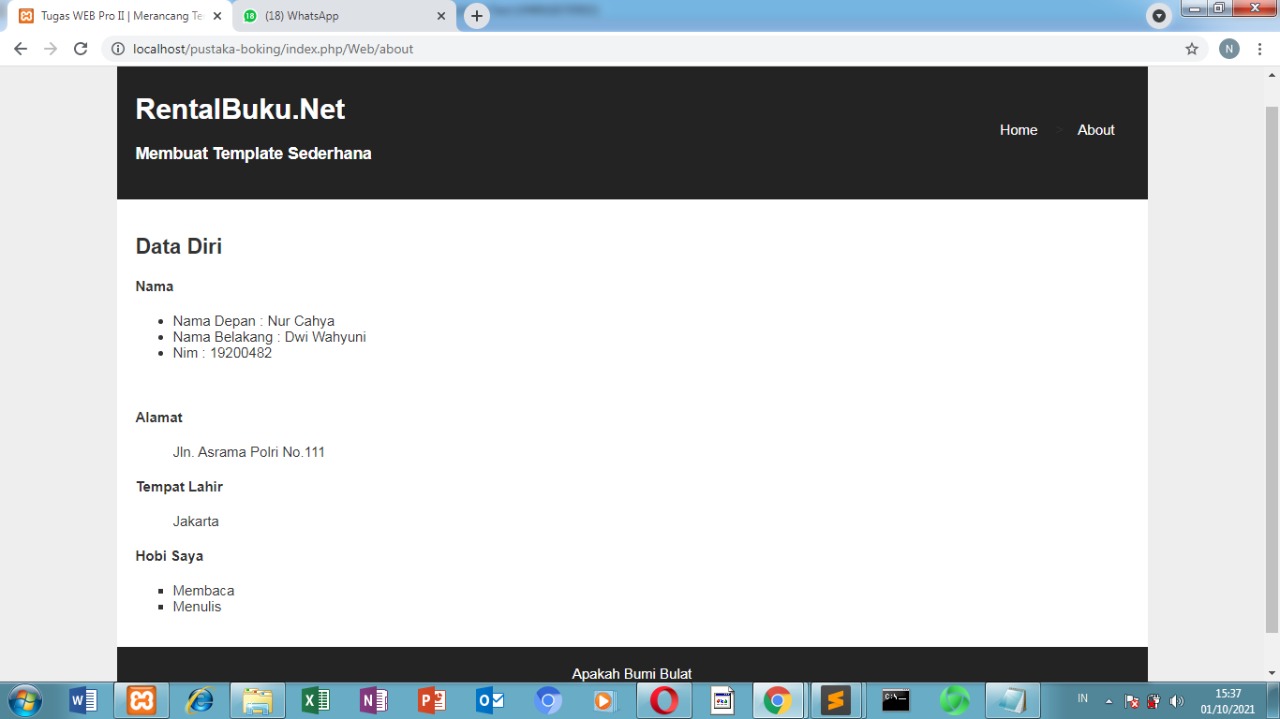 Tugas WEB Pro II | Merancang Te
(18) WhatsApp
localhost/pustaka-boking/index.php/Web/about
N
RentalBuku.Net
Membuat Template Sederhana
Home > About
Data Diri
Nama
Nama Depan : Nur Cahya
Nama Belakang : Dwi Wahyuni
Nim : 19200482
Alamat
Jln. Asrama Polri No.111
Tempat Lahir
Jakarta
Hobi Saya
Membaca
Menulis
Apakah Bumi Bulat
IN
15:37
01/10/2021